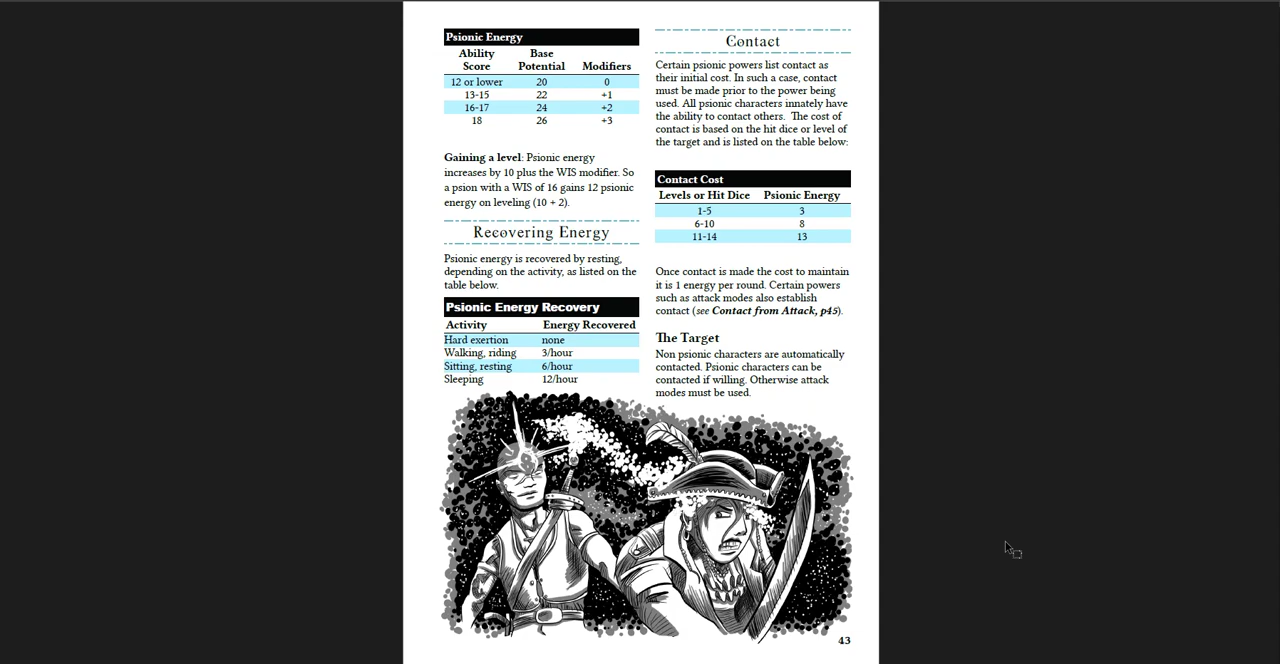 Psionic Energy
Ability Base
Score Potential Modifiers
12 or lower 20 0
13-15 22 +1
16-17 24 +2
18 26 +3
Gaining a level: Psionic energy
increases by 10 plus the WIS modifier. So
a psion with a WIS of 16 gains 12 psionic
energy on leveling (10 + 2).
Recovering Energy
Psionic energy is recovered by resting,
depending on the activity, as listed on the
table below.
Psionic Energy Recovery
Activity Energy Recovered
Hard exertion none
Walking, riding 3/hour
Sitting, resting 6/hour
Sleeping 12/hour
Contact
Certain psionic powers list contact as
their initial cost. In such a case, contact
must be made prior to the power being
used. All psionic characters innately have
the ability to contact others. The cost of
contact is based on the hit dice or level of
the target and is listed on the table below:
Contact Cost
Levels or Hit Dice Psionic Energy
1-5 3
6-10 8
11-14 13
Once contact is made the cost to maintain
it is 1 energy per round. Certain powers
such as attack modes also establish
contact (see Contact from Attack, p45).
The Target
Non psionic characters are automatically
contacted. Psionic characters can be
contacted if willing. Otherwise attack
modes must be used.
43